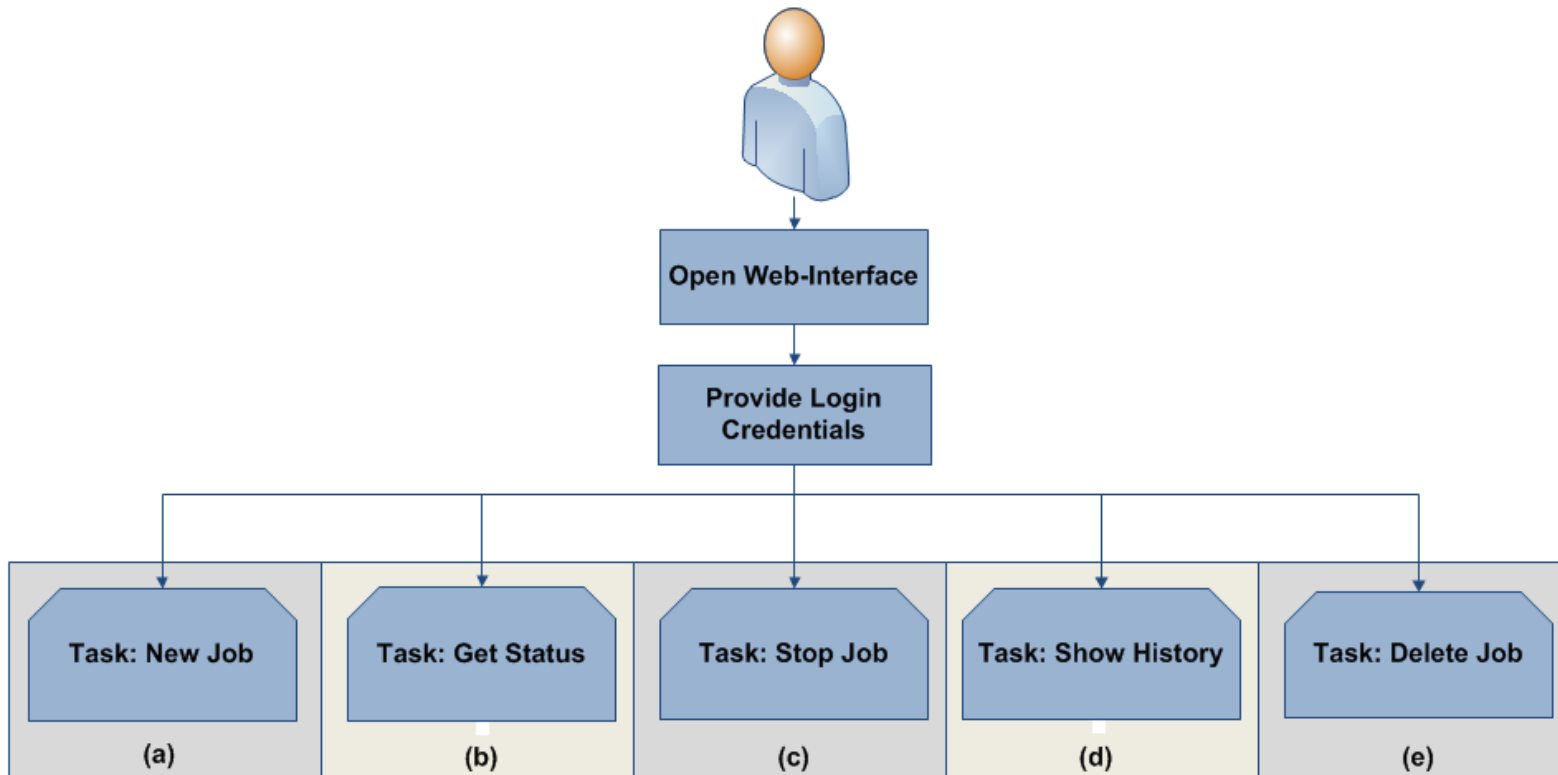 Open Web-Interface
Provide Login
Credentials
Task: New Job
Task: Get Status
Task: Stop Job
Task: Show History
Task: Delete Job
(a)
(b)
(c)
(d)
(e)